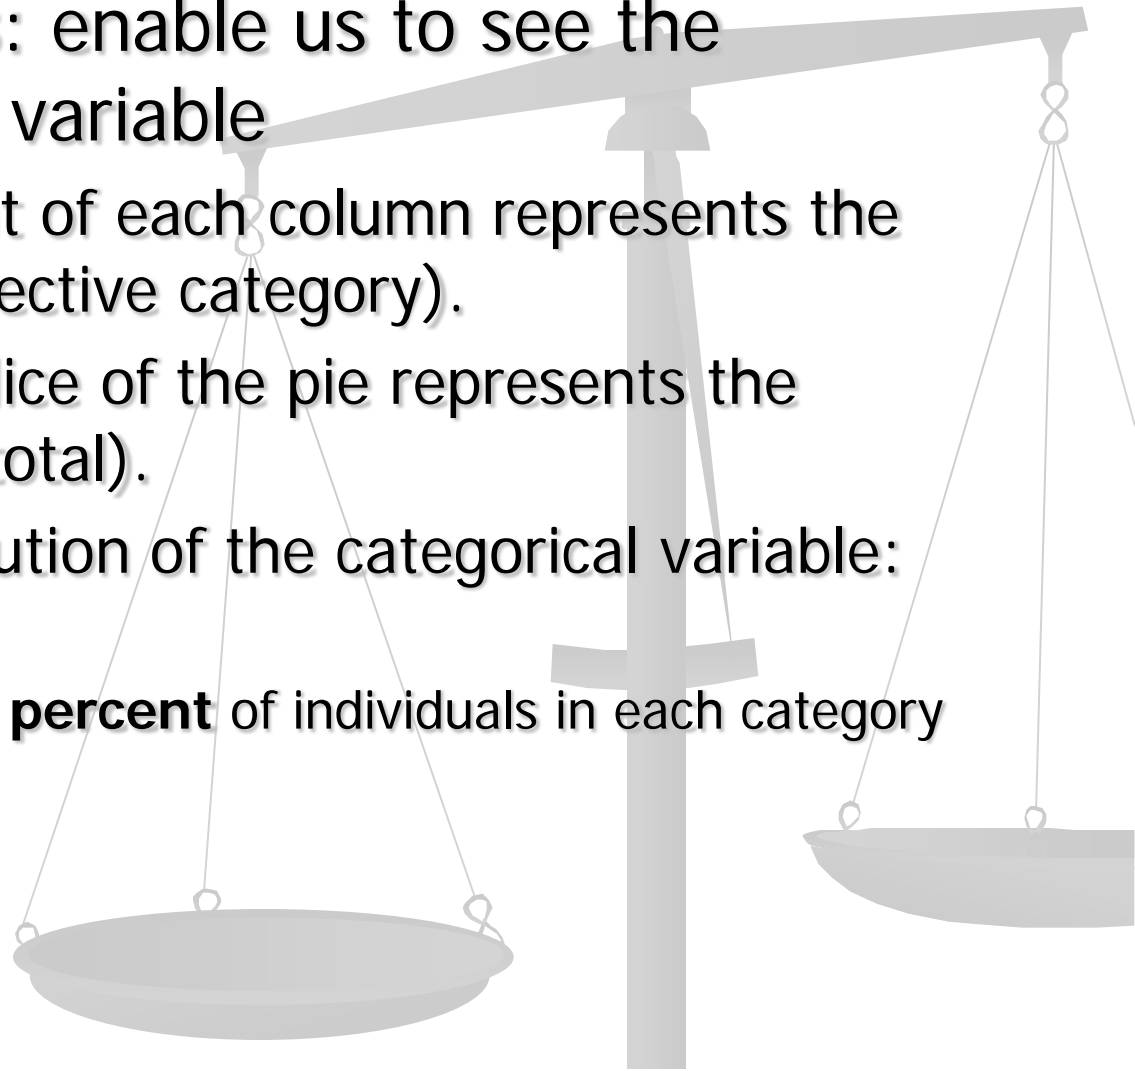 : enable us to see the
variable
t of each column represents the
ective category).
lice of the pie represents the
otal).
ution of the categorical variable:
percent of individuals in each category